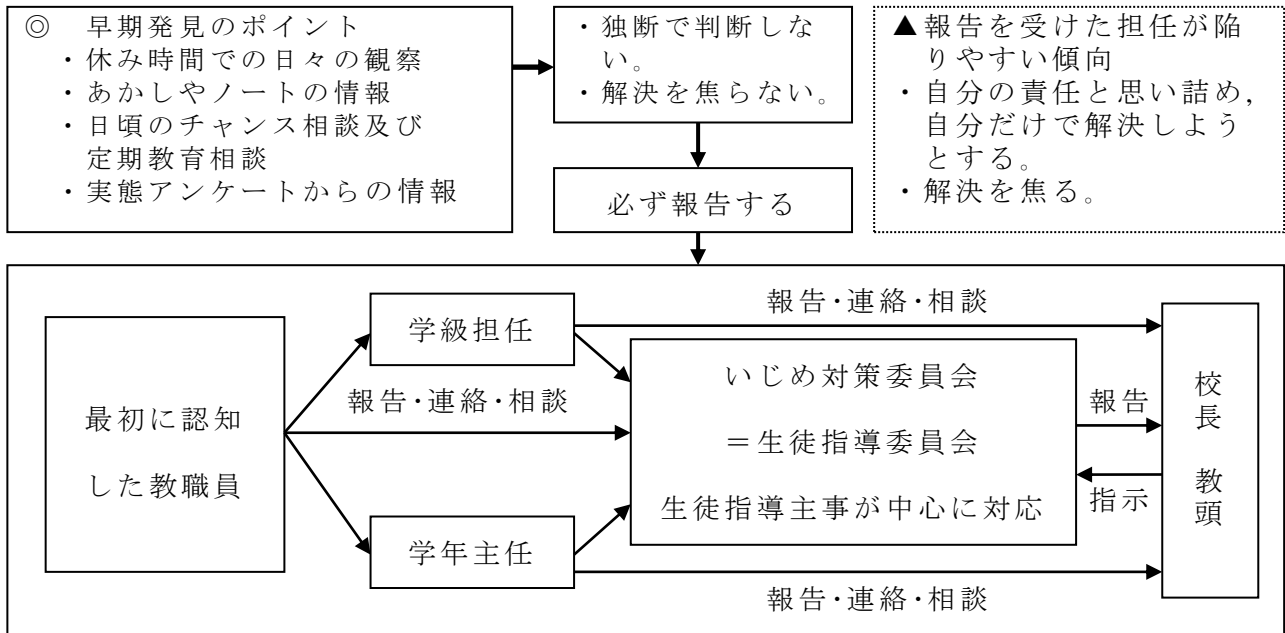 ◎　早期発見のポイント
・休み時間での日々の観察
・あかしやノートの情報
・日頃のチャンス相談及び
定期教育相談
・実態アンケートからの情報
・独断で判断しな
い。
・解決を焦らない。
▲報告を受けた担任が陥
りやすい傾向
・自分の責任と思い詰め，
自分だけで解決しよう
とする。
・解決を焦る。
必ず報告する
最初に認知
した教職員
学級担任
報告・連絡・相談
学年主任
報告・連絡・相談
いじめ対策委員会
＝生徒指導委員会
生徒指導主事が中心に対応
報告・連絡・相談
報告
指示
校長　教頭